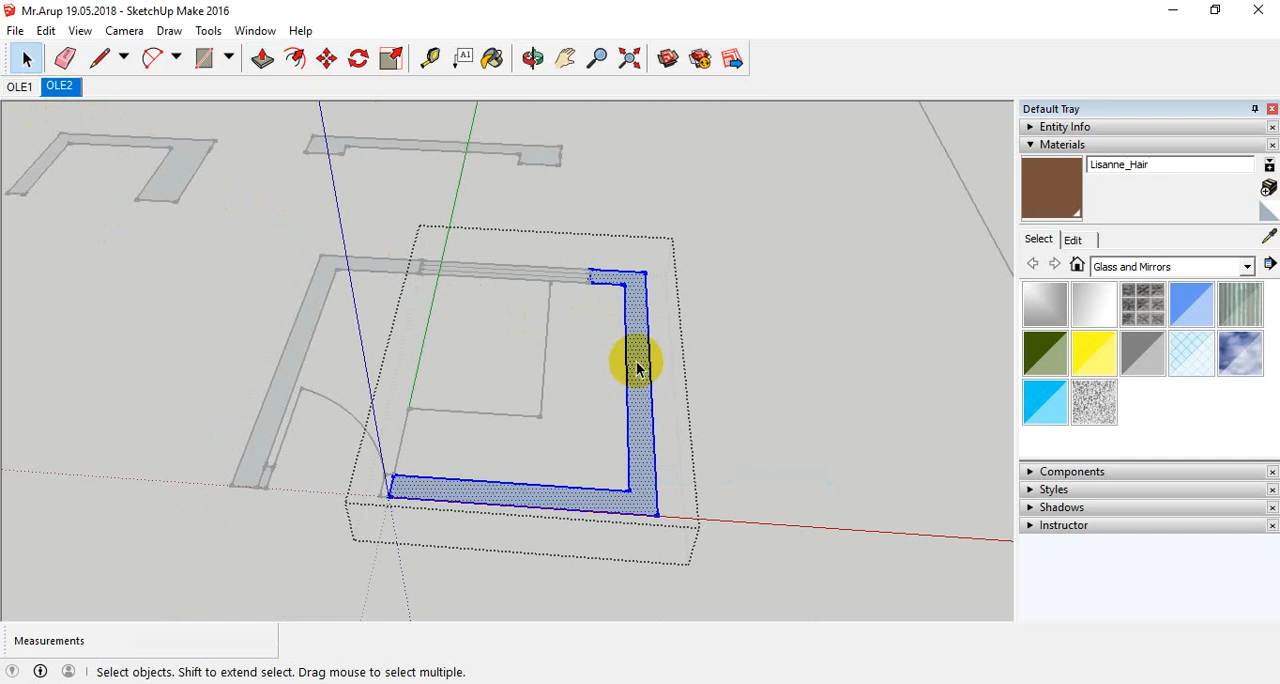 Mr.Arup 19.05.2018 - SketchUp Make 2016
File Edit View Camera Draw Tools Window Help
A1
OLE1 OLE2
Default Tray
Entity Info
Materials
Lisanne_Hair
Select Edit
Glass and Mirrors
Components
Styles
Shadows
Instructor
Measurements
Select objects. Shift to extend select. Drag mouse to select multiple.